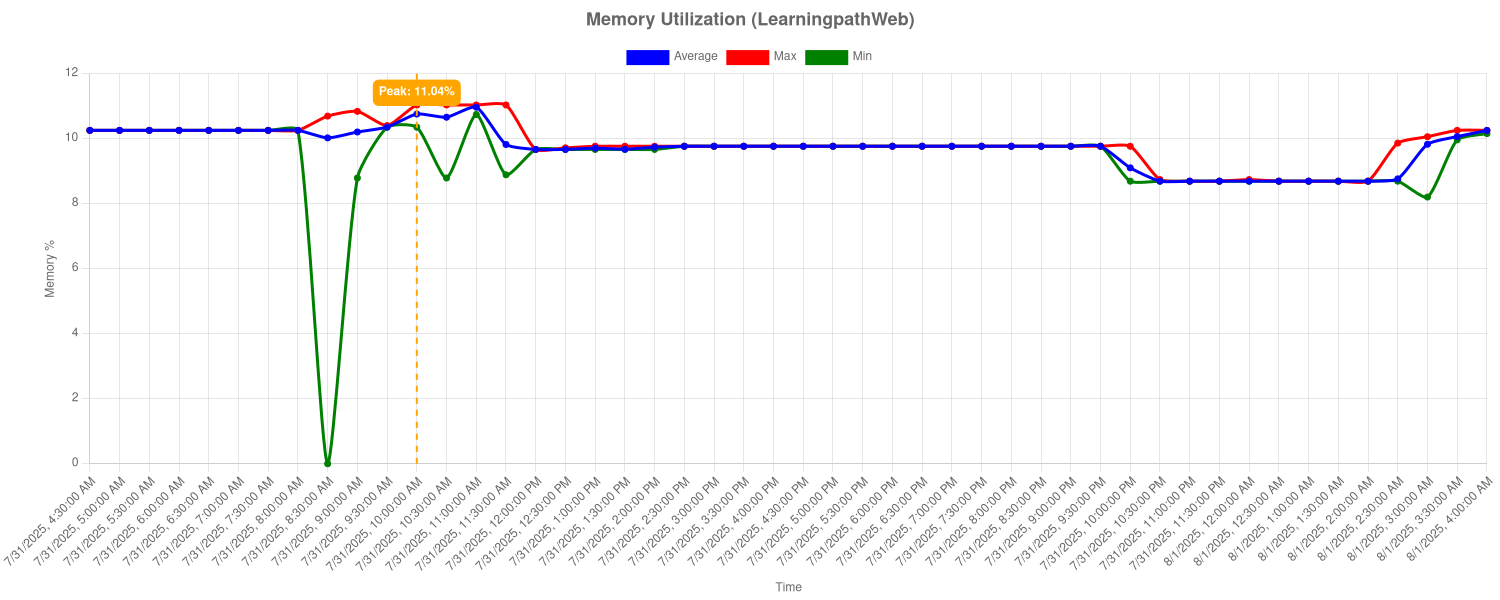 Memory Utilization (LearningpathWeb)
Average Max Min
Peak: 11.04%
12
10
8
6
4
2
0
Memory %
7/31/2025, 4:30:00 AM
7/31/2025, 5:00:00 AM
7/31/2025, 5:30:00 AM
7/31/2025, 6:00:00 AM
7/31/2025, 6:30:00 AM
7/31/2025, 7:00:00 AM
7/31/2025, 7:30:00 AM
7/31/2025, 8:00:00 AM
7/31/2025, 8:30:00 AM
7/31/2025, 9:00:00 AM
7/31/2025, 9:30:00 AM
7/31/2025, 10:00:00 AM
7/31/2025, 10:30:00 AM
7/31/2025, 11:00:00 AM
7/31/2025, 11:30:00 AM
7/31/2025, 12:00:00 PM
7/31/2025, 12:30:00 PM
7/31/2025, 1:00:00 PM
7/31/2025, 1:30:00 PM
7/31/2025, 2:00:00 PM
7/31/2025, 2:30:00 PM
7/31/2025, 3:00:00 PM
7/31/2025, 3:30:00 PM
7/31/2025, 4:00:00 PM
7/31/2025, 4:30:00 PM
7/31/2025, 5:00:00 PM
7/31/2025, 5:30:00 PM
7/31/2025, 6:00:00 PM
7/31/2025, 6:30:00 PM
7/31/2025, 7:00:00 PM
7/31/2025, 7:30:00 PM
7/31/2025, 8:00:00 PM
7/31/2025, 8:30:00 PM
7/31/2025, 9:00:00 PM
7/31/2025, 9:30:00 PM
7/31/2025, 10:00:00 PM
7/31/2025, 10:30:00 PM
7/31/2025, 11:00:00 PM
7/31/2025, 11:30:00 PM
8/1/2025, 12:00:00 AM
8/1/2025, 12:30:00 AM
8/1/2025, 1:00:00 AM
8/1/2025, 1:30:00 AM
8/1/2025, 2:00:00 AM
8/1/2025, 2:30:00 AM
8/1/2025, 3:00:00 AM
8/1/2025, 3:30:00 AM
8/1/2025, 4:00:00 AM
Time